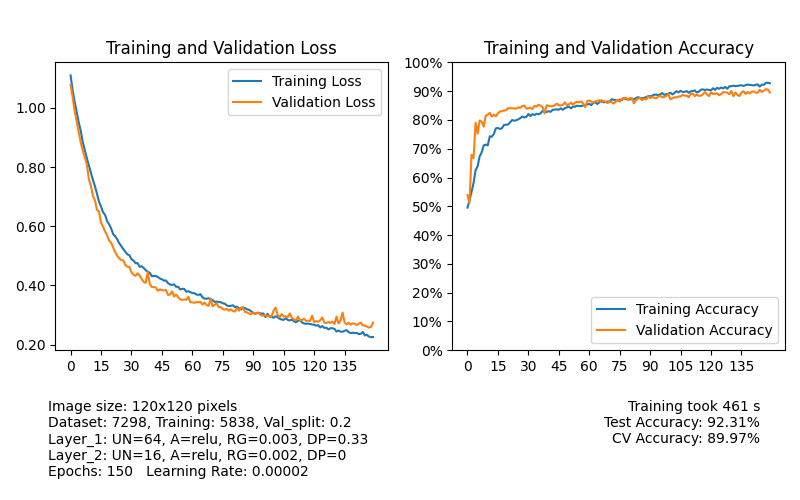 Training and Validation Loss
Training Loss
Validation Loss
1.00
0.80
0.60
0.40
0.20
0 15 30 45 60 75 90 105 120 135
Training and Validation Accuracy
100%
90%
80%
70%
60%
50%
40%
30%
20%
10%
0%
Training Accuracy
Validation Accuracy
0 15 30 45 60 75 90 105 120 135
Image size: 120x120 pixels
Dataset: 7298, Training: 5838, Val_split: 0.2
Layer_1: UN=64, A=relu, RG=0.003, DP=0.33
Layer_2: UN=16, A=relu, RG=0.002, DP=0
Epochs: 150   Learning Rate: 0.00002
Training took 461 s
Test Accuracy: 92.31%
CV Accuracy: 89.97%